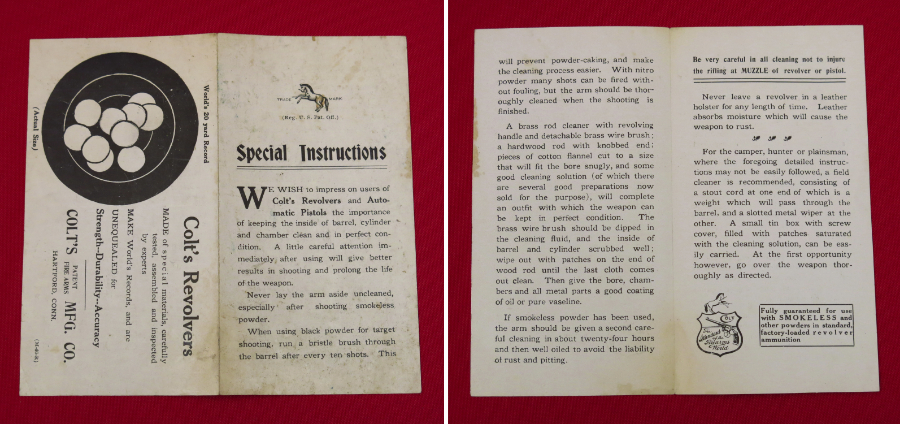 World's 20 yard Record
(Actual Size)
Colt's Revolvers
MADE of special materials, carefully
tested, assembled and inspected
by experts
MAKE World's Records, and are
UNEQUEALED for
Strength—Durability—Accuracy
COLT'S PATENT FIRE ARMS MFG. CO.
HARTFORD, CONN.
TRADE MARK
(Reg. U. S. Pat. Off.)
Special Instructions
WE WISH to impress on users of
Colt's Revolvers and Auto-
matic Pistols the importance
of keeping the inside of barrel, cylinder
and chamber clean and in perfect con-
dition. A little careful attention im-
mediately after using will give better
results in shooting and prolong the life
of the weapon.
Never lay the arm aside uncleaned,
especially after shooting smokeless
powder.
When using black powder for target
shooting, run a bristle brush through
the barrel after every ten shots. This
will prevent powder-caking, and make
the cleaning process easier. With nitro
powder many shots can be fired with-
out fouling, but the arm should be thor-
oughly cleaned when the shooting is
finished.
A brass rod cleaner with revolving
handle and detachable brass wire brush;
a hardwood rod with knobbed end;
pieces of cotton flannel cut to a size
that will fit the bore snugly, and some
good cleaning solution (of which there
are several good preparations now
sold for the purpose), will complete
an outfit with which the weapon can
be kept in perfect condition. The
brass wire brush should be dipped in
the cleaning fluid, and the inside of
barrel and cylinder scrubbed well;
wipe out with patches on the end of
wood rod until the last cloth comes
out clean. Then give the bore, cham-
bers and all metal parts a good coating
of oil or pure vaseline.
If smokeless powder has been used,
the arm should be given a second care-
ful cleaning in about twenty-four hours
and then well oiled to avoid the liability
of rust and pitting.
Be very careful in all cleaning not to injure
the rifling at MUZZLE of revolver or pistol.
Never leave a revolver in a leather
holster for any length of time. Leather
absorbs moisture which will cause the
weapon to rust.
For the camper, hunter or plainsman,
where the foregoing detailed instruc-
tions may not be easily followed, a field
cleaner is recommended, consisting of
a stout cord at one end of which is a
weight which will pass through the
barrel, and a slotted metal wiper at the
other. A small tin box with screw
cover, filled with patches saturated
with the cleaning solution, can be eas-
ily carried. At the first opportunity
however, go over the weapon thor-
oughly as directed.
COLT
Fully guaranteed for use
with SMOKELESS and
other powders in standard,
factory-loaded revolver
ammunition